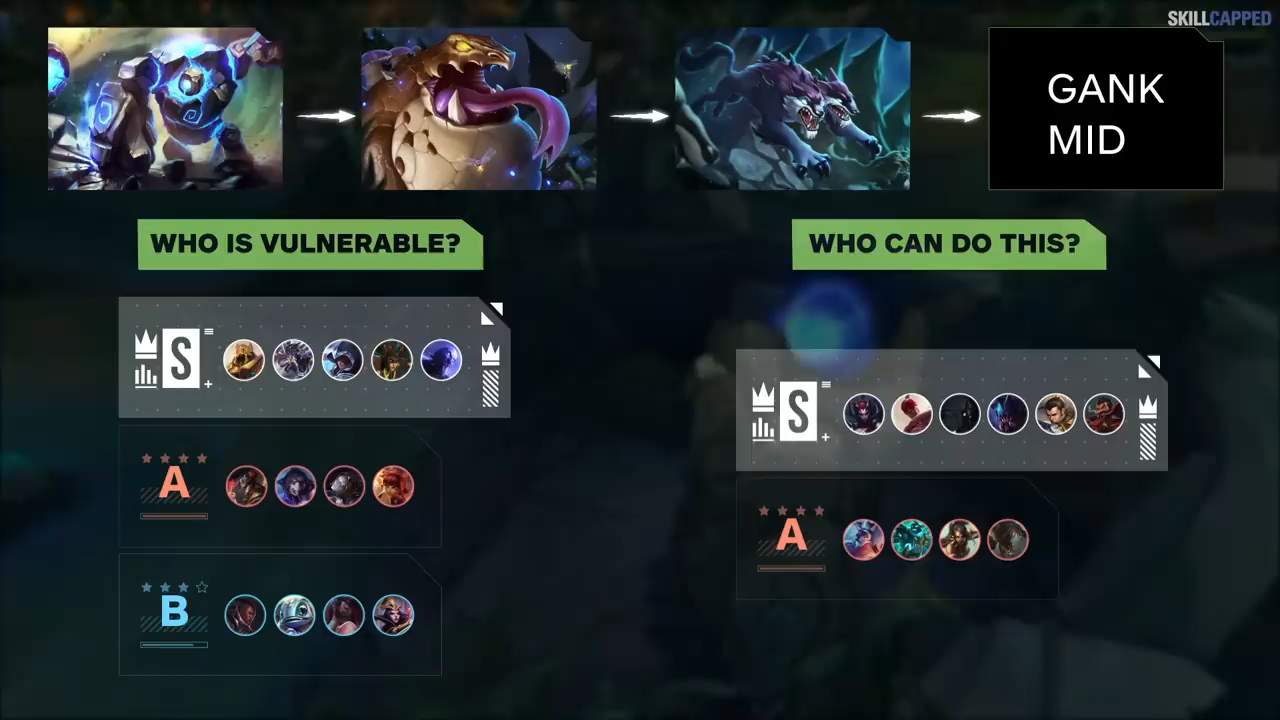 SKILLCAPPED
GANK
MID
WHO IS VULNERABLE?
WHO CAN DO THIS?
S
S
A
A
B